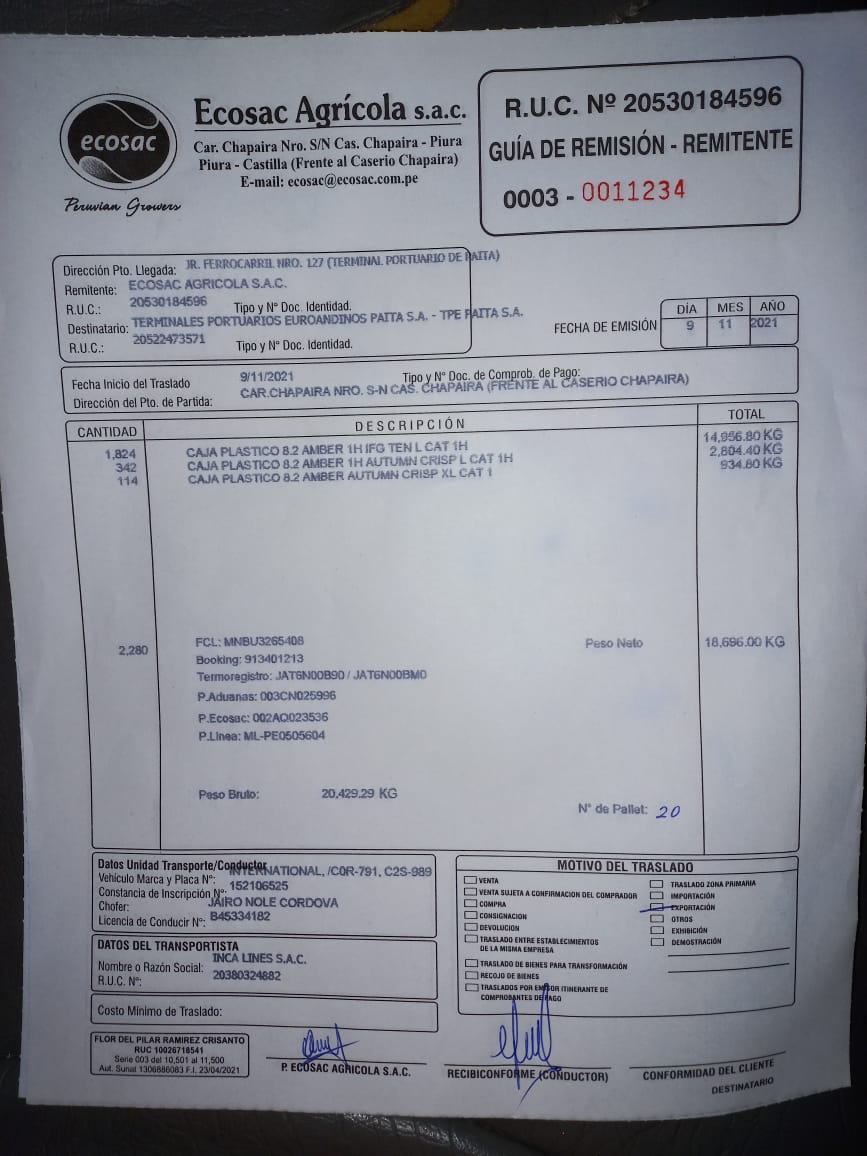 ecosac
Peruvian Growers
Ecosac Agrícola s.a.c.
Car. Chapaira Nro. S/N Cas. Chapaira - Piura
Piura - Castilla (Frente al Caserio Chapaira)
E-mail: ecosac@ecosac.com.pe
R.U.C. Nº 20530184596
GUÍA DE REMISIÓN - REMITENTE
0003 - 0011234
Dirección Pto. Llegada: JR. FERROCARRIL NRO. 127 (TERMINAL PORTUARIO DE PAITA)
Remitente: ECOSAC AGRICOLA S.A.C.
R.U.C.: 20530184596 Tipo y N° Doc. Identidad.
Destinatario: TERMINALES PORTUARIOS EUROANDINOS PAITA S.A. - TPE PAITA S.A.
R.U.C.: 20522473571 Tipo y N° Doc. Identidad.
FECHA DE EMISIÓN
DÍA MES AÑO
9 11 2021
Fecha Inicio del Traslado 9/11/2021 Tipo y N° Doc. de Comprob. de Pago:
Dirección del Pto. de Partida: CAR.CHAPAIRA NRO. S-N CAS. CHAPAIRA (FRENTE AL CASERIO CHAPAIRA)
CANTIDAD DESCRIPCIÓN TOTAL
1,824 CAJA PLASTICO 8.2 AMBER 1H IFG TEN L CAT 1H 14,956.80 KG
342 CAJA PLASTICO 8.2 AMBER 1H AUTUMN CRISP L CAT 1H 2,804.40 KG
114 CAJA PLASTICO 8.2 AMBER AUTUMN CRISP XL CAT 1 934.80 KG
2,280 FCL: MNBU3265408 Peso Neto 18,696.00 KG
Booking: 913401213
Termoregistro: JAT6N00B90 / JAT6N00BM0
P.Aduanas: 003CN025996
P.Ecosac: 002AQ023536
P.Linea: ML-PE0505604
Peso Bruto: 20,429.29 KG
N° de Pallet: 20
Datos Unidad Transporte/Conductor
Vehículo Marca y Placa N°: INTERNATIONAL, /C0R-791, C2S-989
Constancia de Inscripción N°: 152106525
Chofer: JAIRO NOLE CORDOVA
Licencia de Conducir N°: B45334182
DATOS DEL TRANSPORTISTA
Nombre o Razón Social: INCA LINES S.A.C.
R.U.C. N°: 20380324882
Costo Mínimo de Traslado:
MOTIVO DEL TRASLADO
VENTA
VENTA SUJETA A CONFIRMACION DEL COMPRADOR
COMPRA
CONSIGNACION
DEVOLUCION
TRASLADO ENTRE ESTABLECIMIENTOS
DE LA MISMA EMPRESA
TRASLADO DE BIENES PARA TRANSFORMACIÓN
RECOJO DE BIENES
TRASLADOS POR EMISOR ITINERANTE DE
COMPROBANTES DE PAGO
TRASLADO ZONA PRIMARIA
IMPORTACIÓN
EXPORTACIÓN
OTROS
EXHIBICIÓN
DEMOSTRACIÓN
FLOR DEL PILAR RAMIREZ CRISANTO
RUC 10026718541
Serie 003 del 10,501 al 11,500
Aut. Sunat 1306886083 F.I. 23/04/2021
P. ECOSAC AGRICOLA S.A.C.
RECIBICONFORME (CONDUCTOR)
CONFORMIDAD DEL CLIENTE
DESTINATARIO